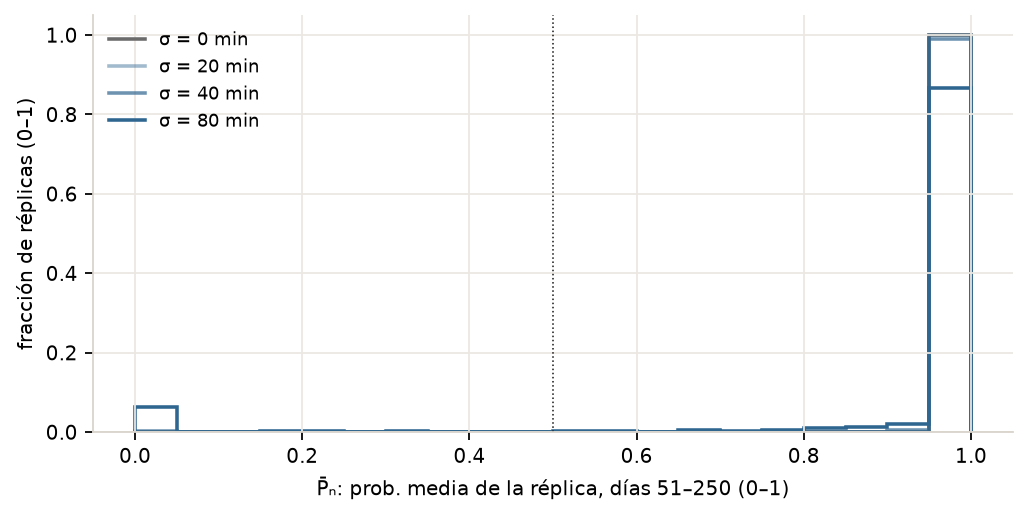 σ = 0 min
σ = 20 min
σ = 40 min
σ = 80 min
fracción de réplicas (0–1)
1.0
0.8
0.6
0.4
0.2
0.0
0.0 0.2 0.4 0.6 0.8 1.0
P̄ₙ: prob. media de la réplica, días 51–250 (0–1)